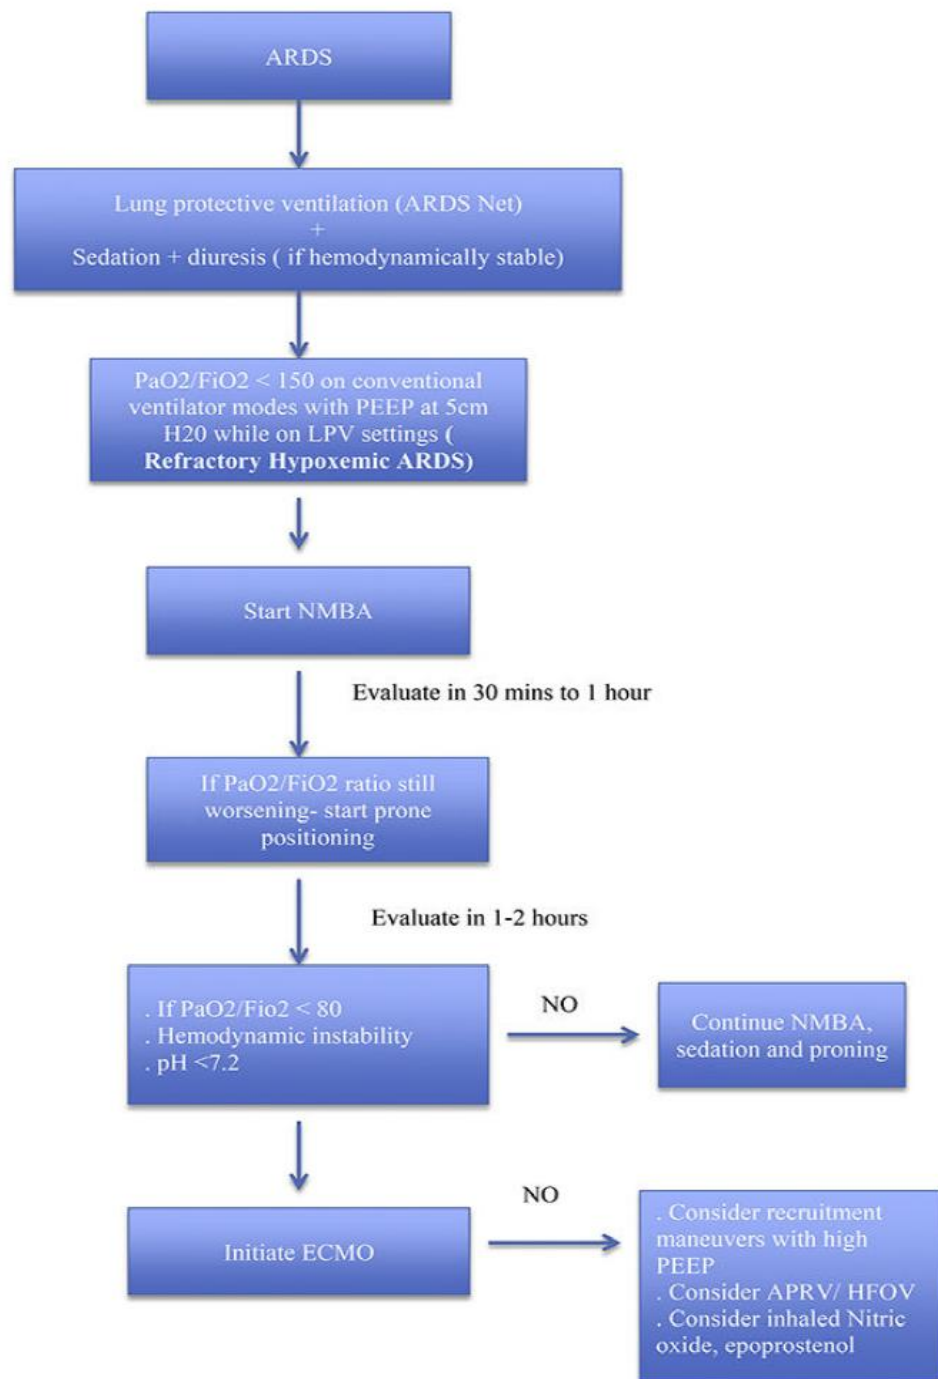 ARDS
Lung protective ventilation (ARDS Net)
+
Sedation + diuresis ( if hemodynamically stable)
PaO2/FiO2 < 150 on conventional
ventilator modes with PEEP at 5cm
H20 while on LPV settings (
Refractory Hypoxemic ARDS)
Start NMBA
Evaluate in 30 mins to 1 hour
If PaO2/FiO2 ratio still
worsening- start prone
positioning
Evaluate in 1-2 hours
. If PaO2/Fio2 < 80
. Hemodynamic instability
. pH <7.2
NO
Continue NMBA,
sedation and proning
Initiate ECMO
NO
. Consider recruitment
maneuvers with high
PEEP
. Consider APRV/ HFOV
. Consider inhaled Nitric
oxide, epoprostenol